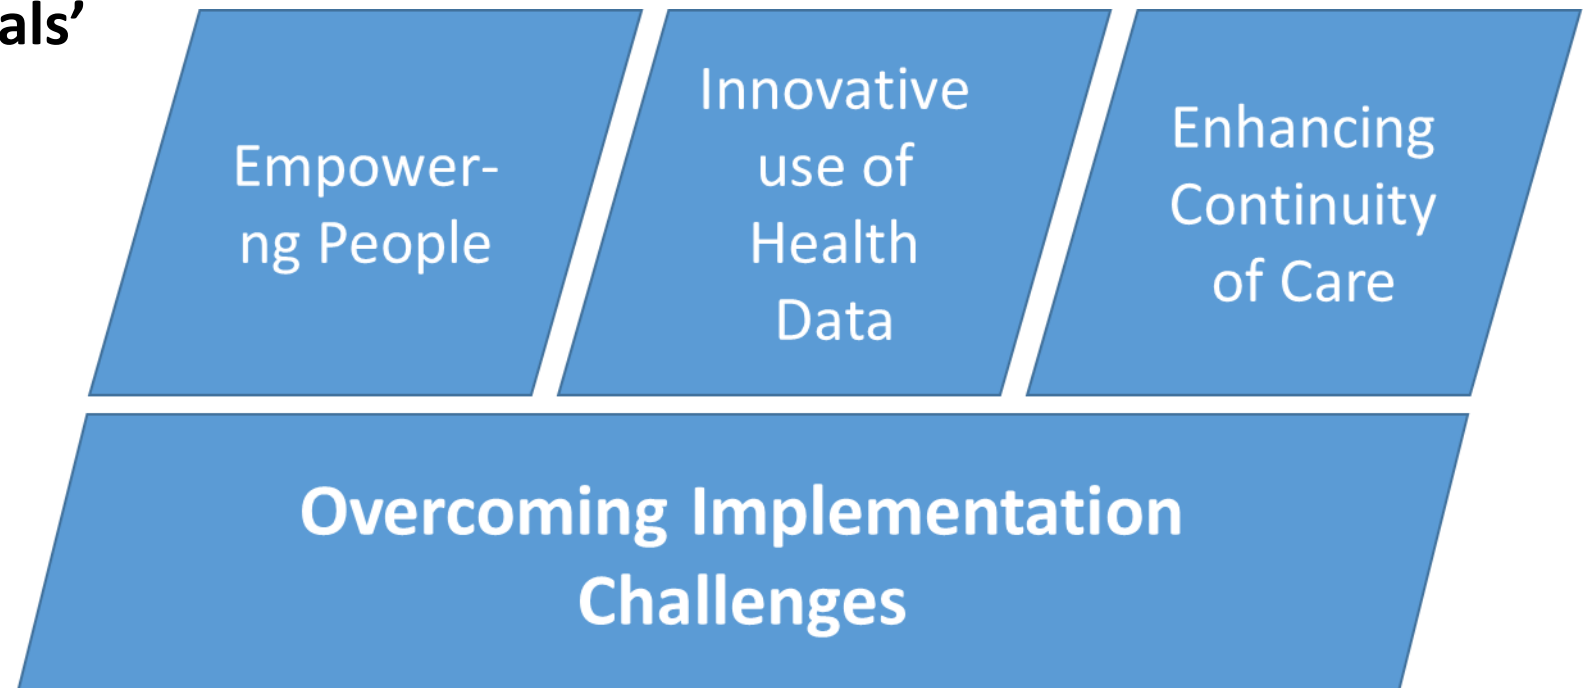 als’
Empower-
ng People
Innovative
use of
Health
Data
Enhancing
Continuity
of Care
Overcoming Implementation
Challenges